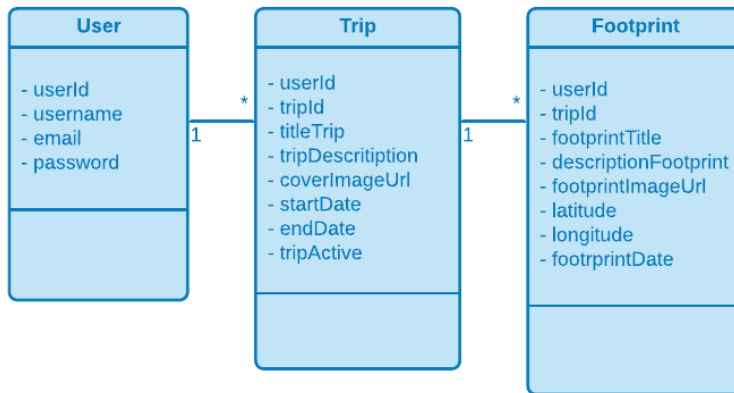 User
- userId
- username
- email
- password
1
*
Trip
- userId
- tripId
- titleTrip
- tripDescritiption
- coverImageUrl
- startDate
- endDate
- tripActive
1
*
Footprint
- userId
- tripId
- footprintTitle
- descriptionFootprint
- footprintImageUrl
- latitude
- longitude
- footrprintDate